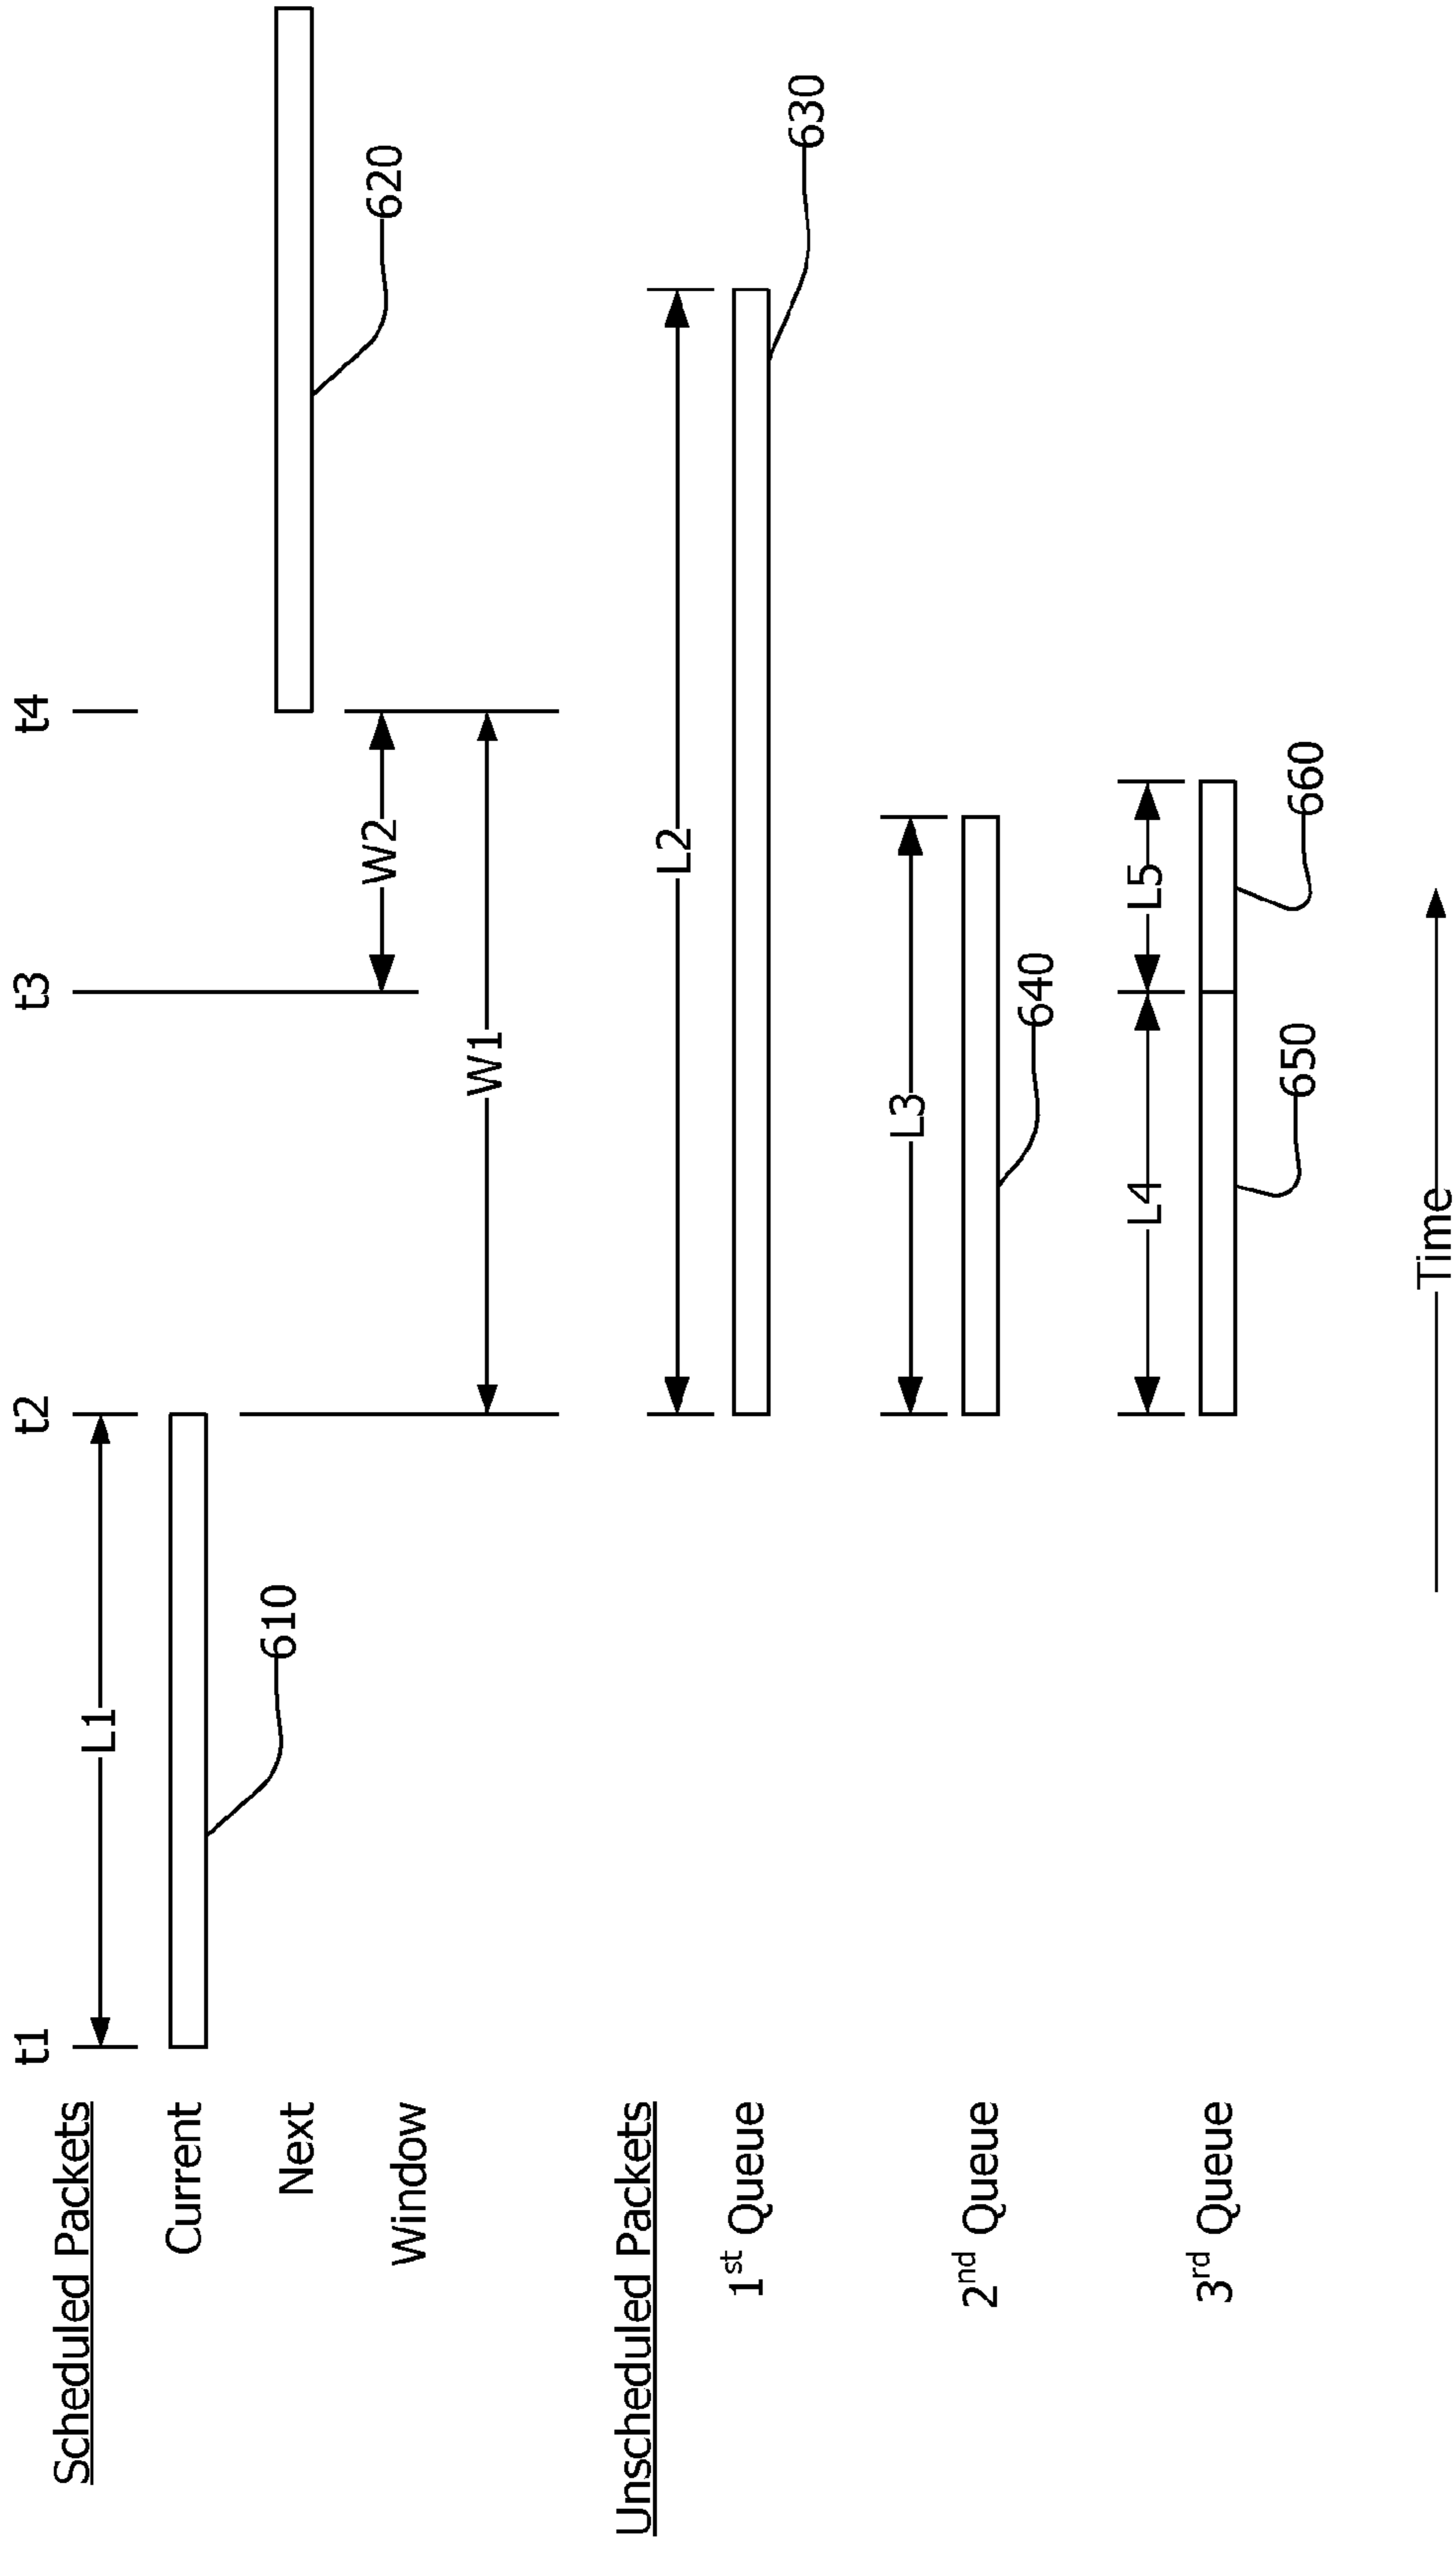 t1 t2 t3 t4
Scheduled Packets
L1
Current
610
Next
620
Window
W2
W1
Unscheduled Packets
L2
1st Queue
630
L3
2nd Queue
640
L4 L5
3rd Queue
650 660
Time